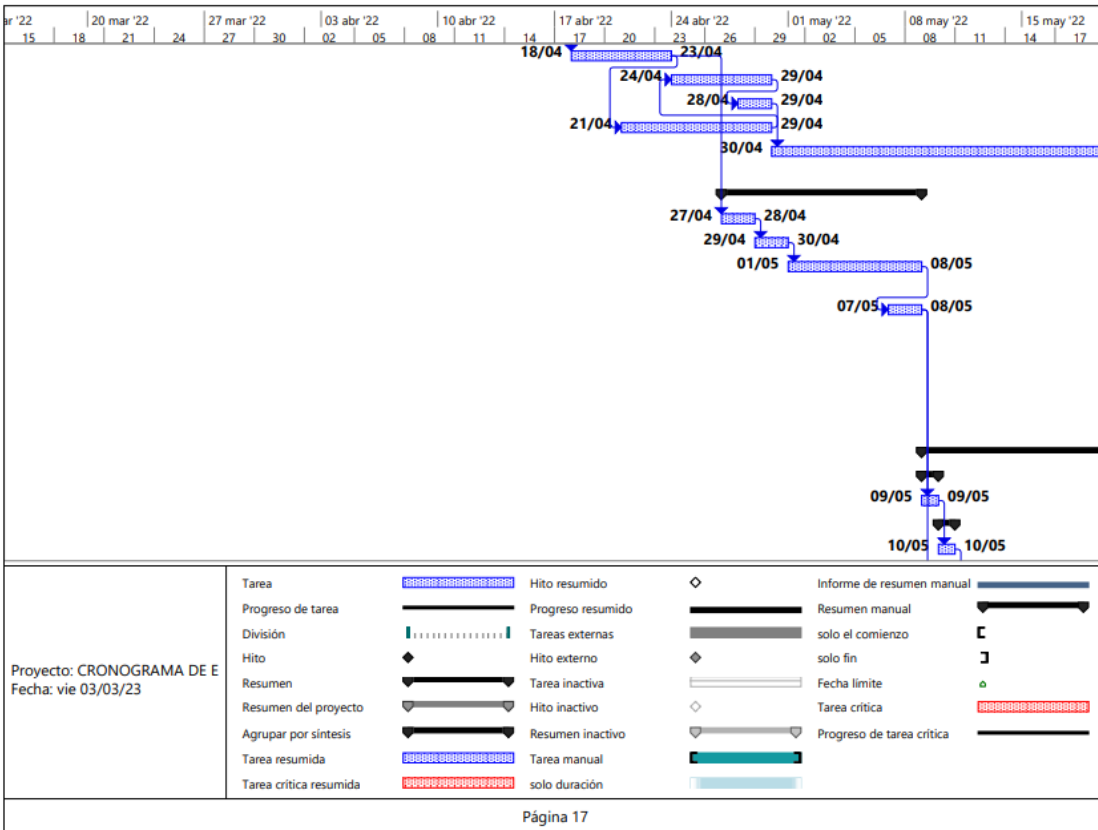 ar '22 20 mar '22 27 mar '22 03 abr '22 10 abr '22 17 abr '22 24 abr '22 01 may '22 08 may '22 15 may '22
15 18 21 24 27 30 02 05 08 11 14 17 20 23 26 29 02 05 08 11 14 17
18/04 23/04
24/04 29/04
28/04 29/04
21/04 29/04
30/04
27/04 28/04
29/04 30/04
01/05 08/05
07/05 08/05
09/05 09/05
10/05 10/05
Proyecto: CRONOGRAMA DE E
Fecha: vie 03/03/23
Tarea
Progreso de tarea
División
Hito
Resumen
Resumen del proyecto
Agrupar por síntesis
Tarea resumida
Tarea crítica resumida
Hito resumido
Progreso resumido
Tareas externas
Hito externo
Tarea inactiva
Hito inactivo
Resumen inactivo
Tarea manual
solo duración
Informe de resumen manual
Resumen manual
solo el comienzo
solo fin
Fecha límite
Tarea crítica
Progreso de tarea crítica
Página 17